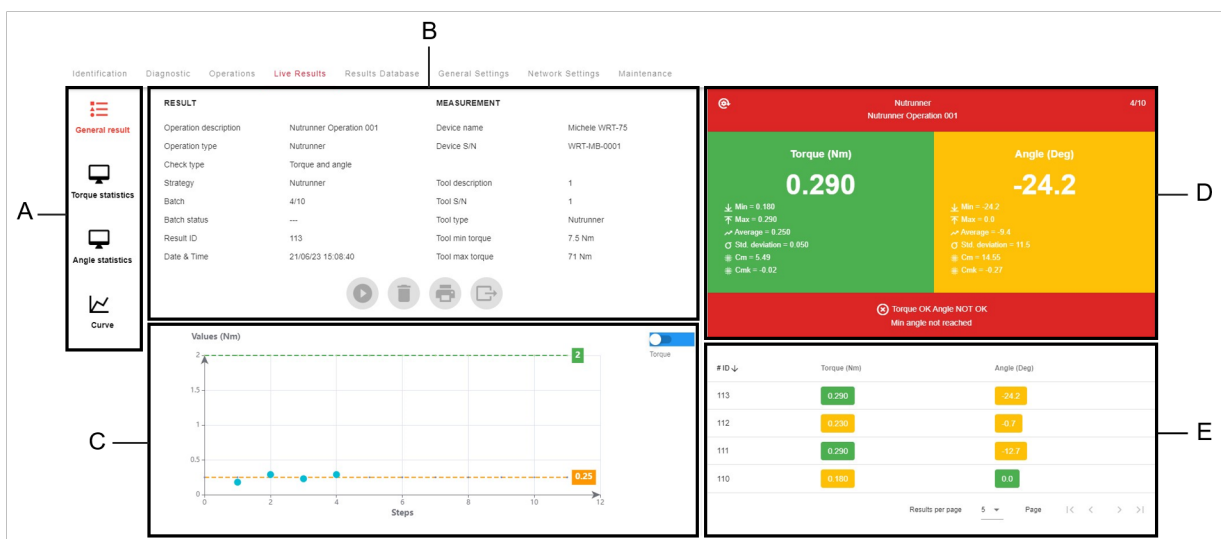 B
Identification Diagnostic Operations Live Results Results Database General Settings Network Settings Maintenance
A
General result
Torque statistics
Angle statistics
Curve
RESULT MEASUREMENT
Operation description Nutrunner Operation 001 Device name Michele WRT-75
Operation type Nutrunner Device S/N WRT-MB-0001
Check type Torque and angle
Strategy Nutrunner Tool description 1
Batch 4/10 Tool S/N 1
Batch status --- Tool type Nutrunner
Result ID 113 Tool min torque 7.5 Nm
Date & Time 21/06/23 15:08:40 Tool max torque 71 Nm
C
Values (Nm)
Torque
2
1.5
1
0.5
0
2
0.25
0 2 4 6 8 10 12
Steps
D
Nutrunner 4/10
Nutrunner Operation 001
Torque (Nm)
0.290
Min = 0.180
Max = 0.290
Average = 0.250
Std. deviation = 0.050
Cm = 5.49
Cmk = -0.02
Angle (Deg)
-24.2
Min = -24.2
Max = 0.0
Average = -9.4
Std. deviation = 11.5
Cm = 14.55
Cmk = -0.27
Torque OK Angle NOT OK
Min angle not reached
E
# ID Torque (Nm) Angle (Deg)
113 0.290 -24.2
112 0.230 -0.7
111 0.290 -12.7
110 0.180 0.0
Results per page 5 Page